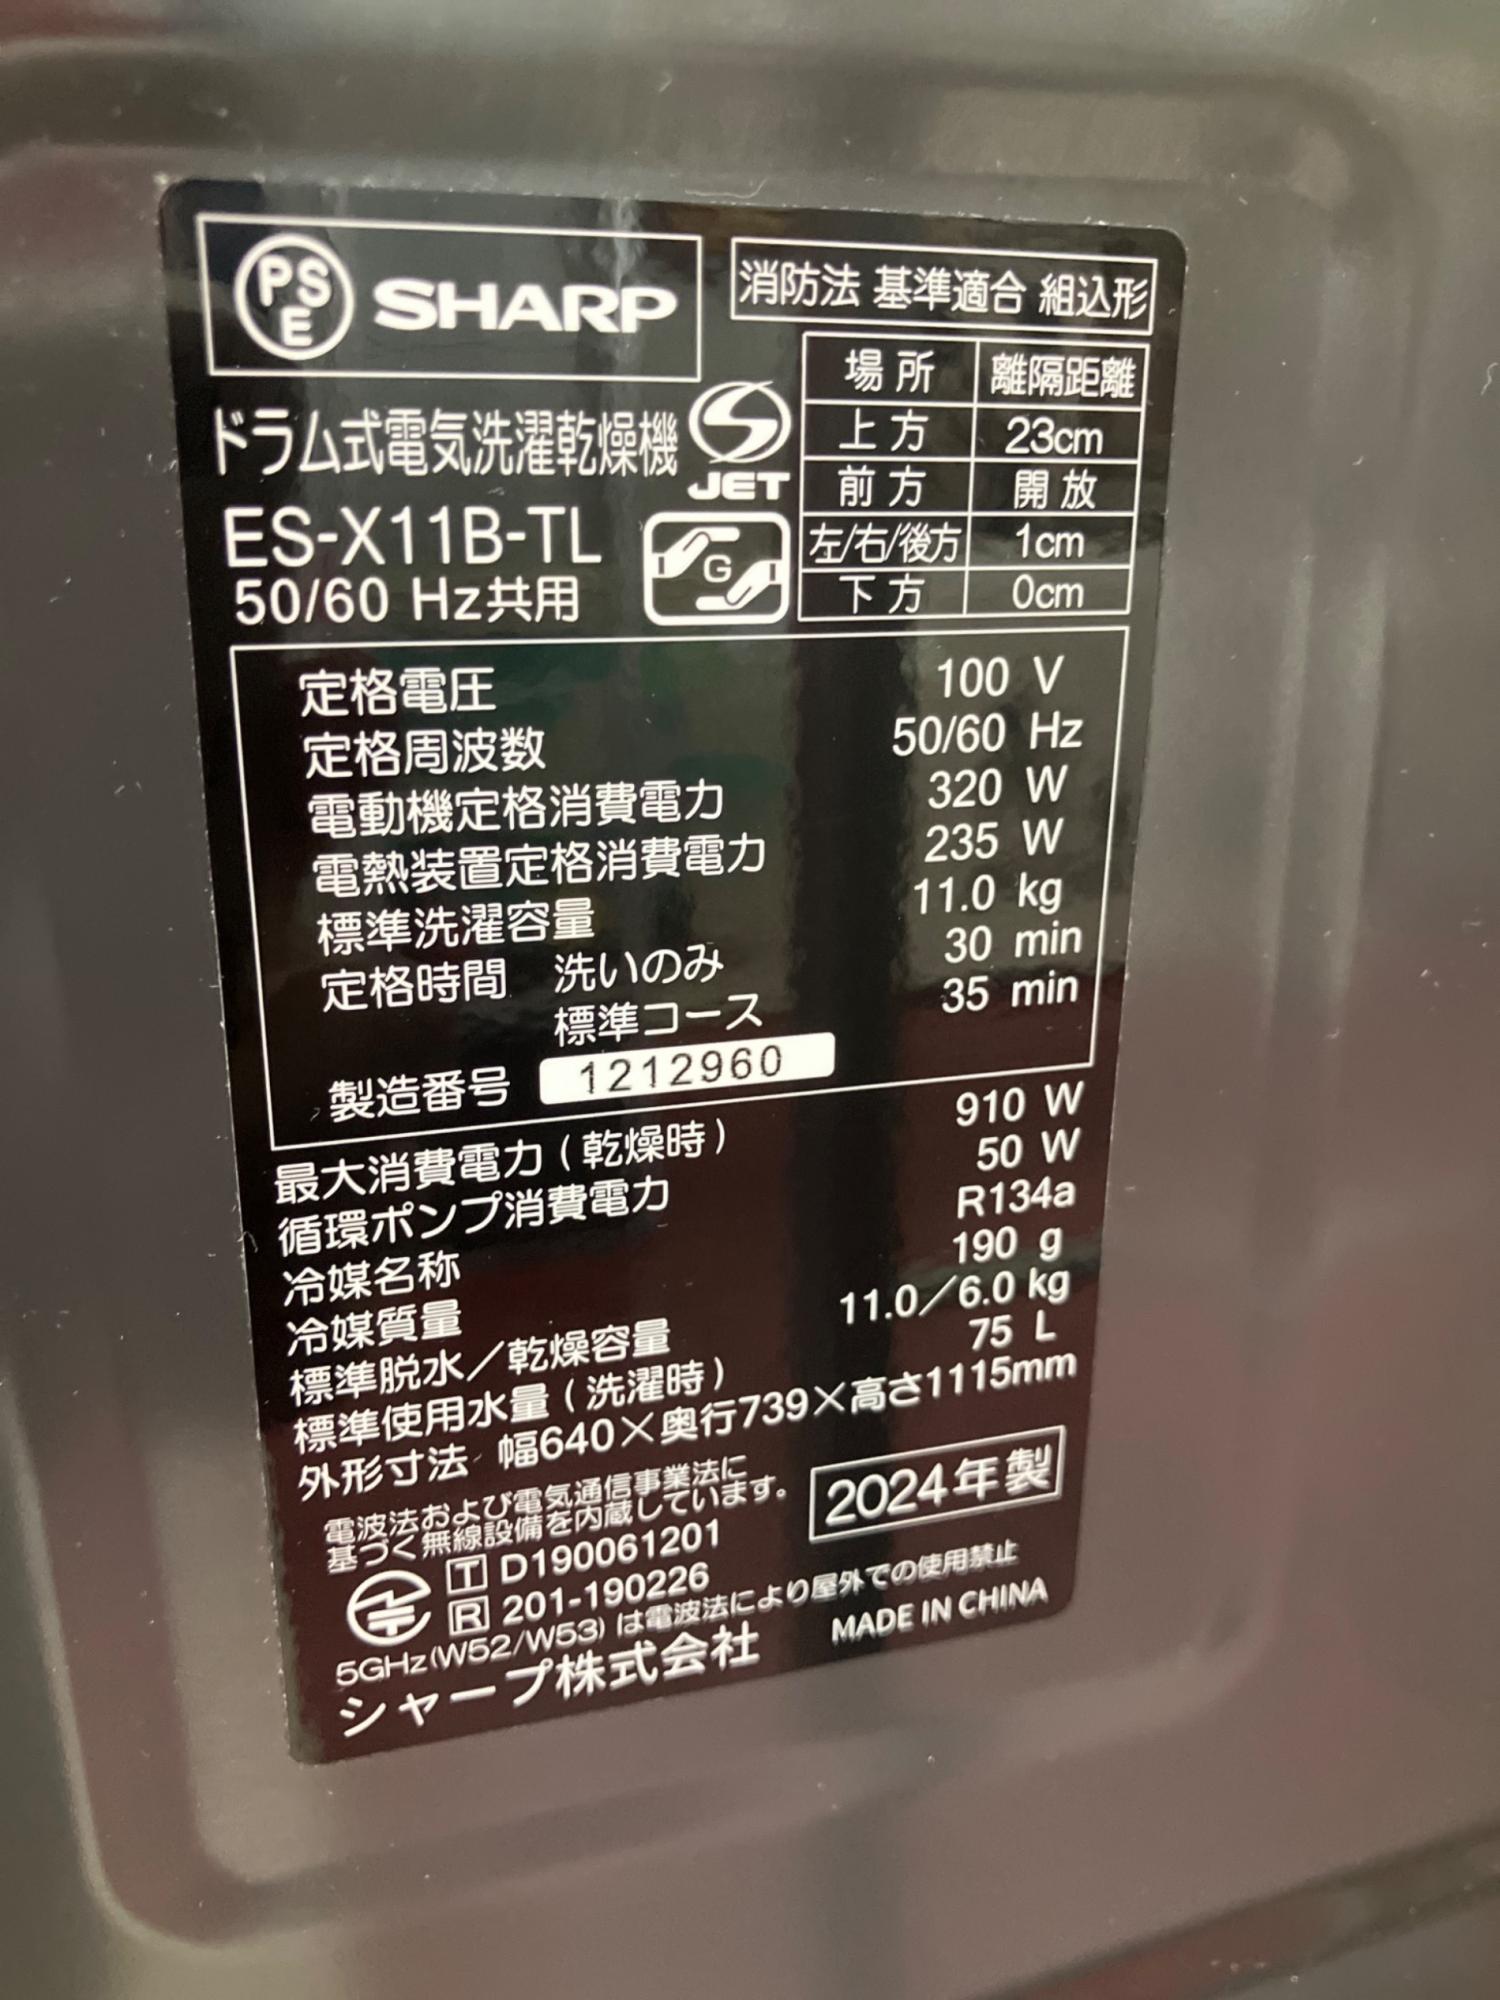 PSE SHARP
消防法 基準適合 組込形
場所 離隔距離
上方 23cm
前方 開放
左/右/後方 1cm
下方 0cm
ドラム式電気洗濯乾燥機
JET
ES-X11B-TL
G
50/60 Hz共用
定格電圧 100 V
定格周波数 50/60 Hz
電動機定格消費電力 320 W
電熱装置定格消費電力 235 W
標準洗濯容量 11.0 kg
定格時間 洗いのみ 30 min
標準コース 35 min
製造番号 1212960
最大消費電力(乾燥時) 910 W
循環ポンプ消費電力 50 W
冷媒名称 R134a
冷媒質量 190 g
標準脱水/乾燥容量 11.0/6.0 kg
標準使用水量(洗濯時) 75 L
外形寸法 幅640×奥行739×高さ1115mm
電波法および電気通信事業法に
基づく無線設備を内蔵しています。
2024年製
T D190061201
R 201-190226
5GHz(W52/W53)は電波法により屋外での使用禁止
シャープ株式会社 MADE IN CHINA